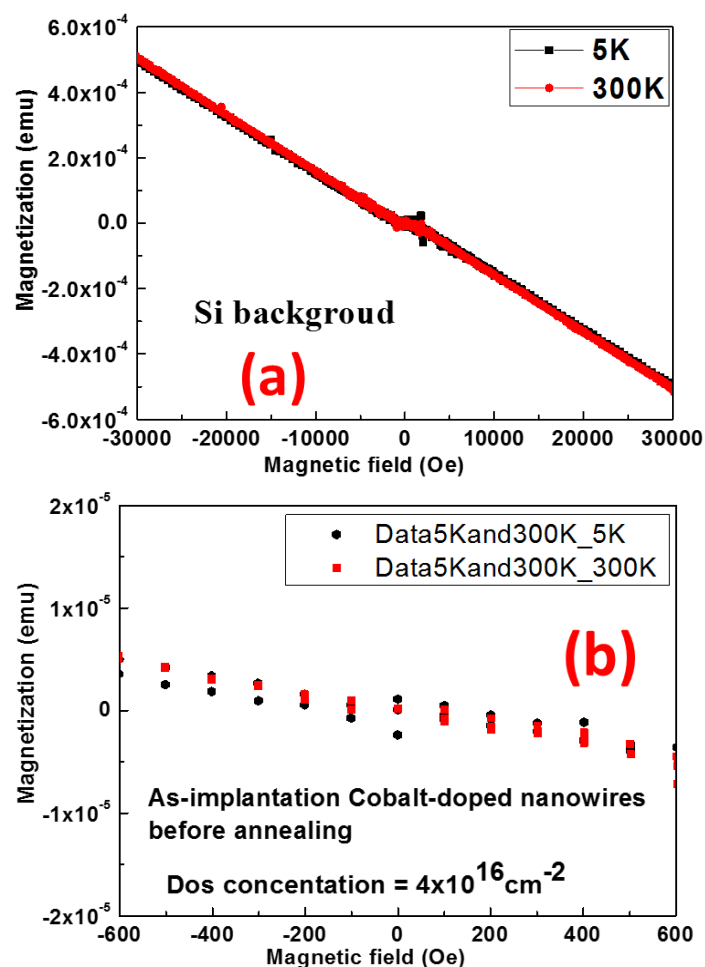 6.0x10-4
4.0x10-4
2.0x10-4
0.0
-2.0x10-4
-4.0x10-4
-6.0x10-4
Magnetization (emu)
5K
300K
Si backgroud
(a)
-30000 -20000 -10000 0 10000 20000 30000
Magnetic field (Oe)
2x10-5
1x10-5
0
-1x10-5
-2x10-5
Magnetization (emu)
Data5Kand300K_5K
Data5Kand300K_300K
(b)
As-implantation Cobalt-doped nanowires
before annealing
Dos concentation = 4x1016cm-2
-600 -400 -200 0 200 400 600
Magnetic field (Oe)